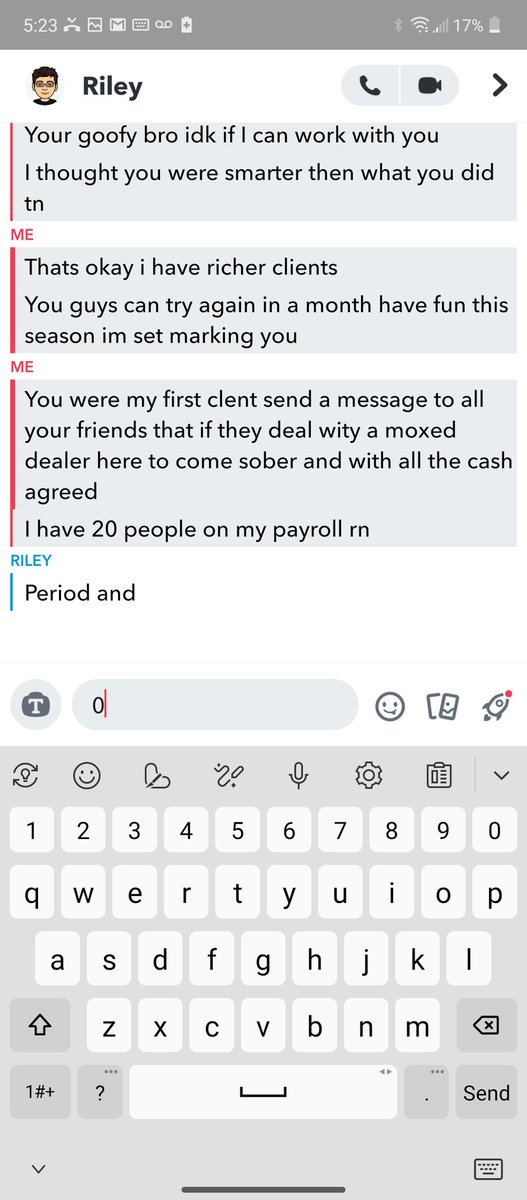 5:23
17%
Riley
Your goofy bro idk if I can work with you
I thought you were smarter then what you did
tn
ME
Thats okay i have richer clients
You guys can try again in a month have fun this
season im set marking you
ME
You were my first clent send a message to all
your friends that if they deal wity a moxed
dealer here to come sober and with all the cash
agreed
I have 20 people on my payroll rn
RILEY
Period and
T
0
1 2 3 4 5 6 7 8 9 0
q w e r t y u i o p
a s d f g h j k l
z x c v b n m
1#+ ? . Send